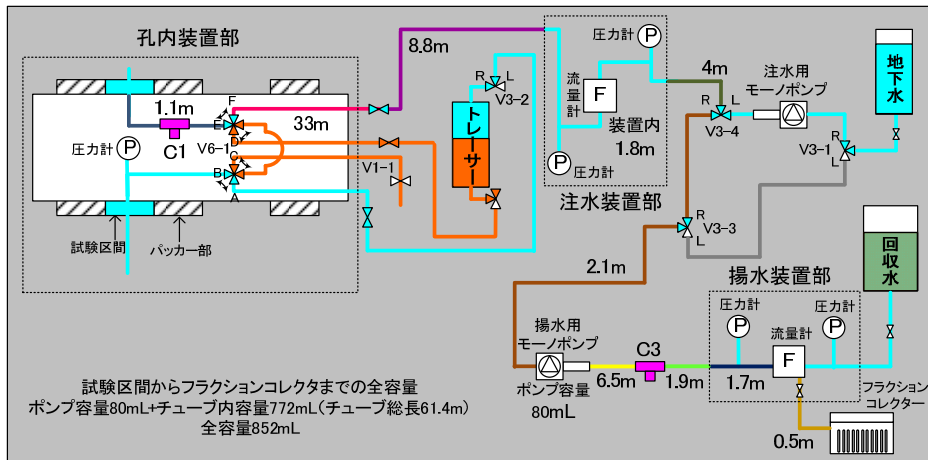 孔内装置部
1.1m
C1
圧力計
P
V6-1
F
E
D
C
B
A
33m
V1-1
試験区間
パッカー部
8.8m
トレーサー
R
L
V3-2
圧力計
P
流量計
F
装置内
1.8m
P
圧力計
注水装置部
4m
R
L
V3-4
注水用
モーノポンプ
地下水
R
V3-1
L
R
V3-3
L
2.1m
揚水用
モーノポンプ
ポンプ容量
80mL
6.5m
C3
1.9m
揚水装置部
圧力計
P
圧力計
P
流量計
F
1.7m
回収水
フラクション
コレクター
0.5m
試験区間からフラクションコレクタまでの全容量
ポンプ容量80mL+チューブ内容量772mL(チューブ総長61.4m)
全容量852mL